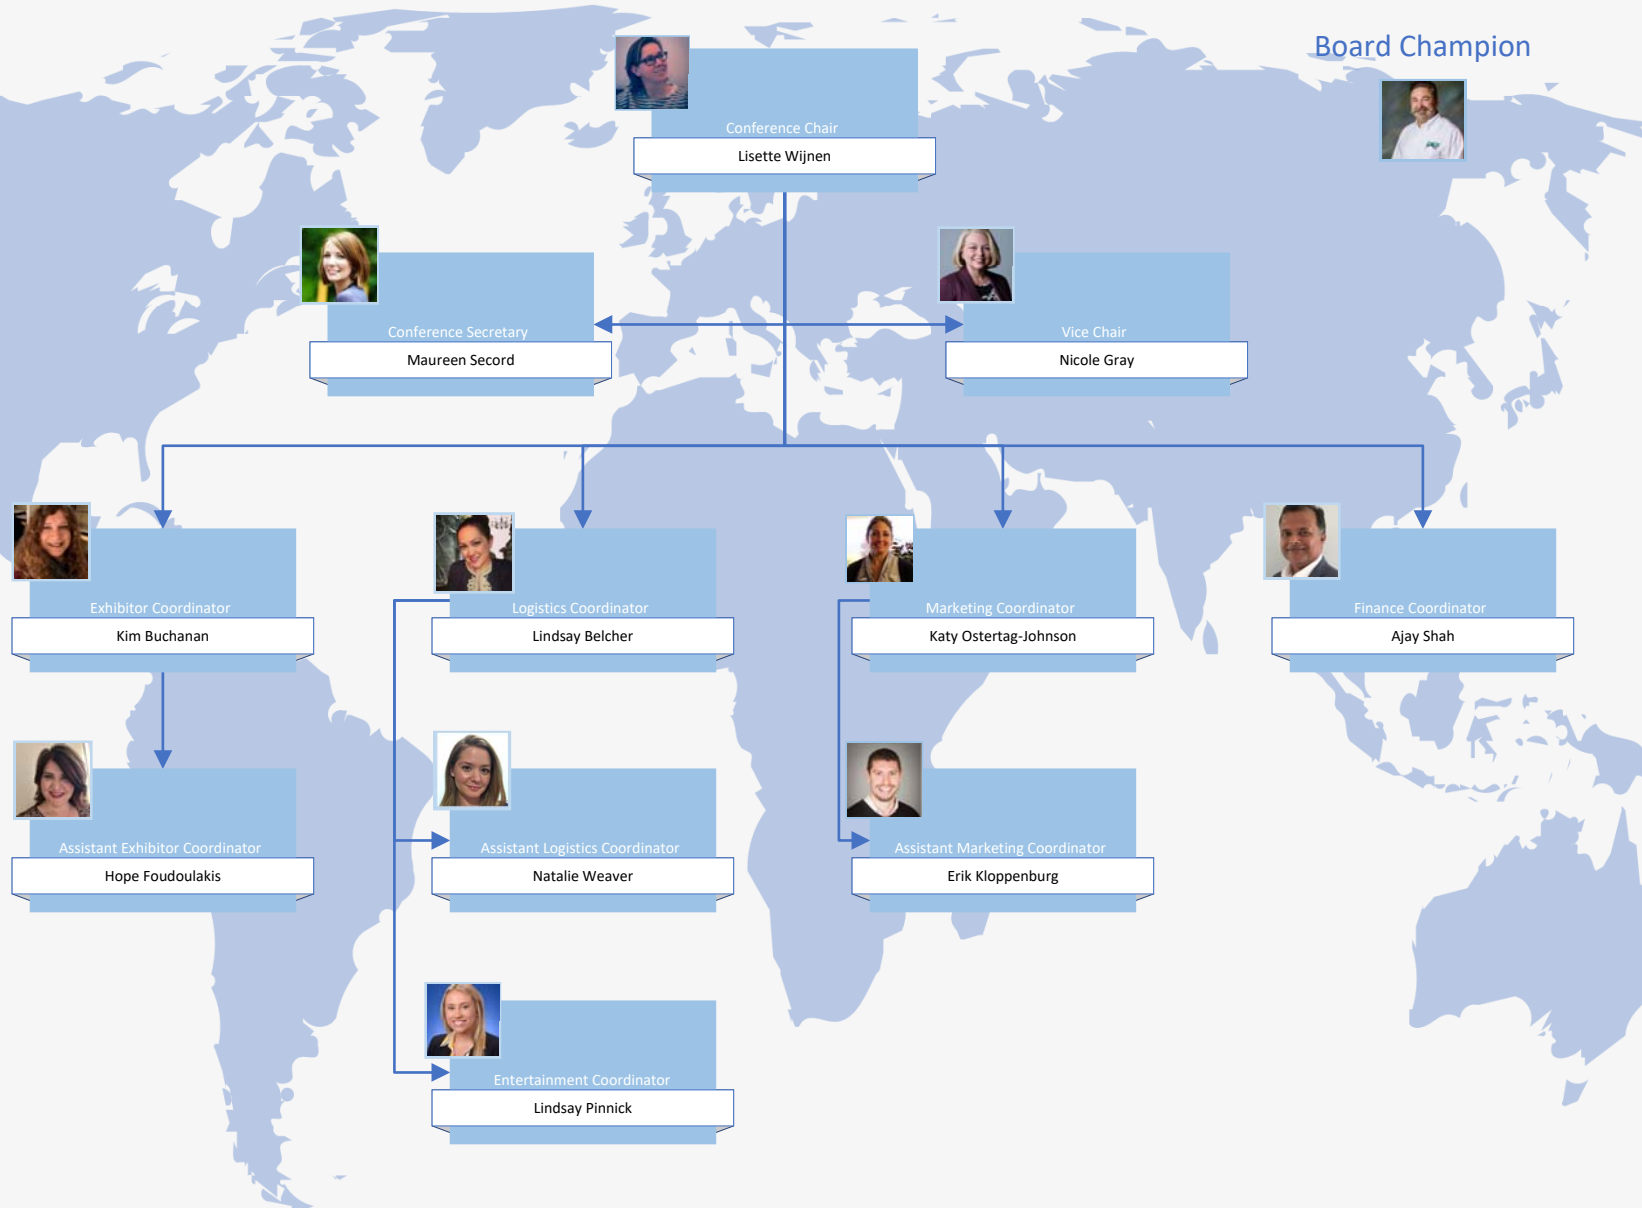 Board Champion
Conference Chair
Lisette Wijnen
Conference Secretary
Maureen Secord
Vice Chair
Nicole Gray
Exhibitor Coordinator
Kim Buchanan
Logistics Coordinator
Lindsay Belcher
Marketing Coordinator
Katy Ostertag-Johnson
Finance Coordinator
Ajay Shah
Assistant Exhibitor Coordinator
Hope Foudoulakis
Assistant Logistics Coordinator
Natalie Weaver
Assistant Marketing Coordinator
Erik Kloppenburg
Entertainment Coordinator
Lindsay Pinnick